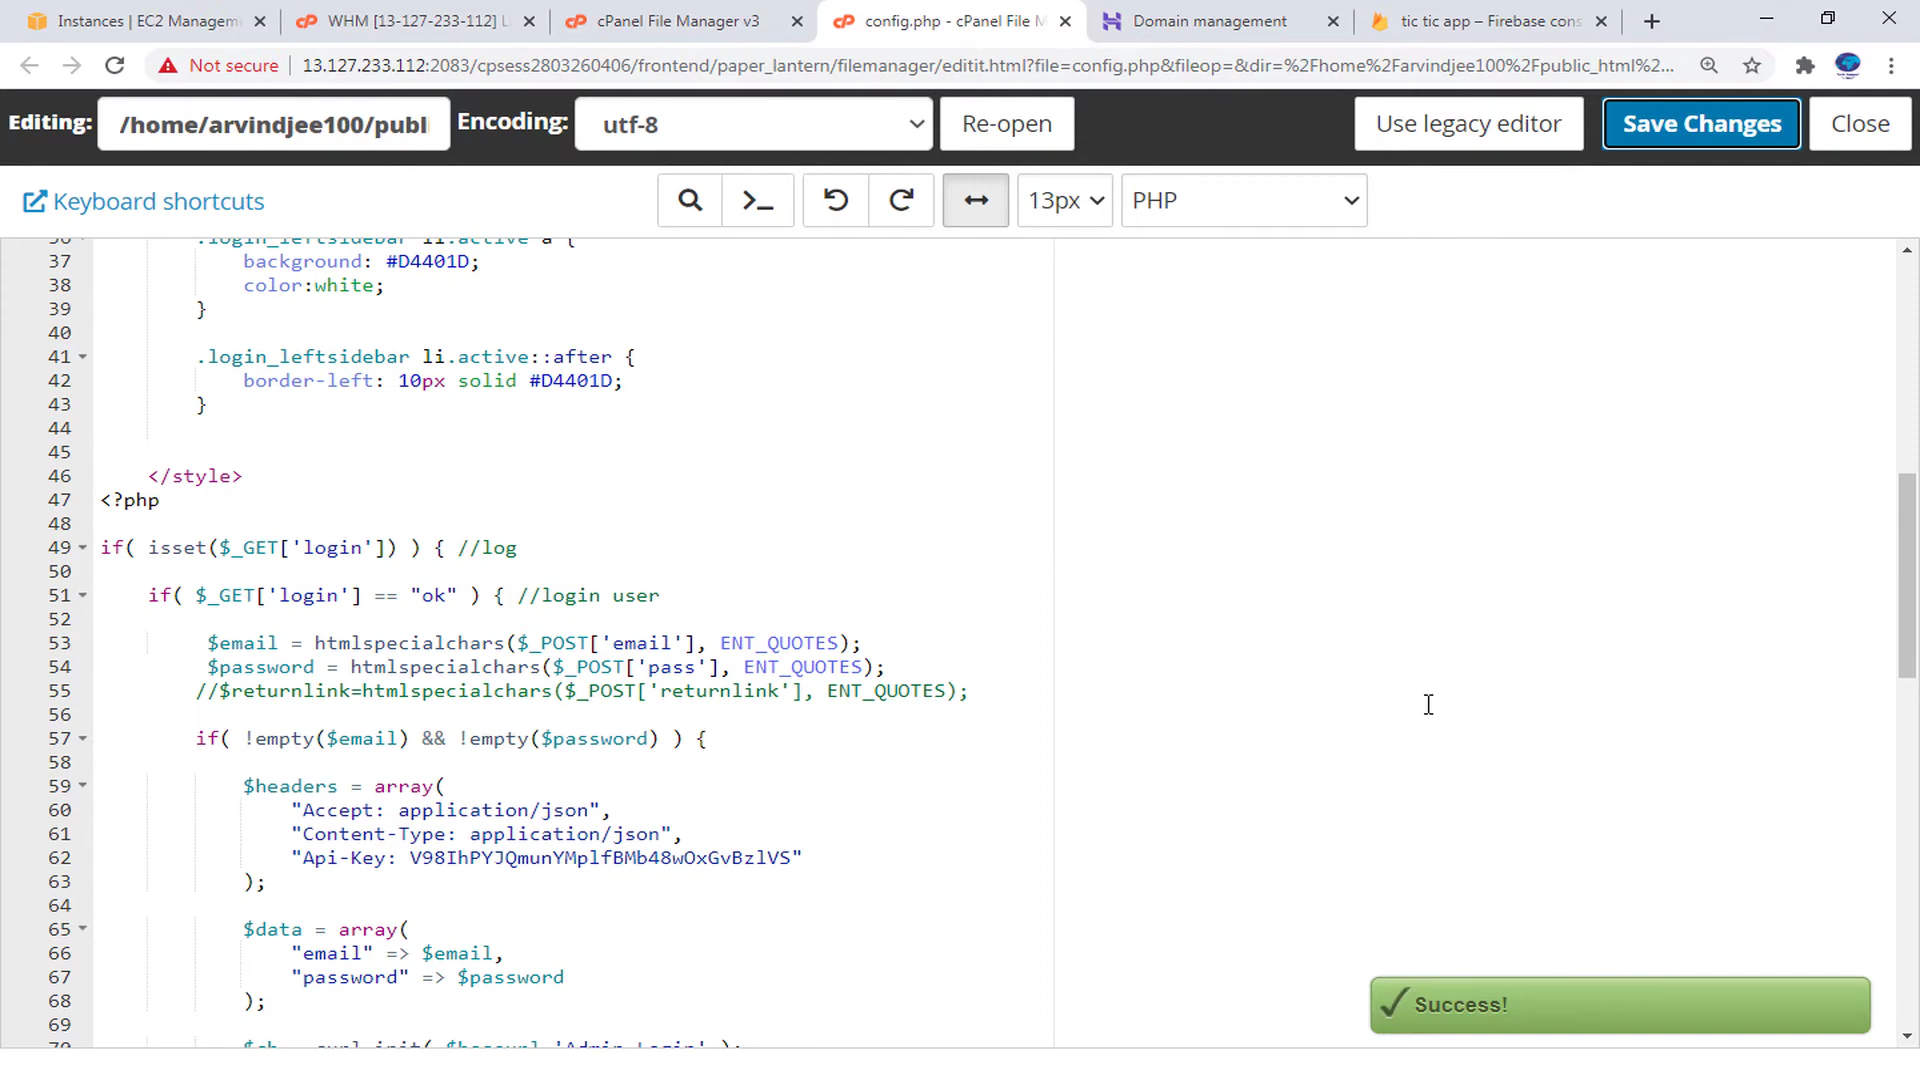 Instances | EC2 Managem
WHM [13-127-233-112] L
cPanel File Manager v3
config.php - cPanel File M
Domain management
tic tic app – Firebase cons
Not secure
13.127.233.112:2083/cpsess2803260406/frontend/paper_lantern/filemanager/editit.html?file=config.php&fileop=&dir=%2Fhome%2Farvindjee100%2Fpublic_html%2...
Editing: /home/arvindjee100/publi Encoding: utf-8 Re-open Use legacy editor Save Changes Close
Keyboard shortcuts 13px PHP
36 .login_leftsidebar li.active a {
37 background: #D4401D;
38 color:white;
39 }
40
41 .login_leftsidebar li.active::after {
42 border-left: 10px solid #D4401D;
43 }
44
45
46 </style>
47 <?php
48
49 if( isset($_GET['login']) ) { //log
50
51 if( $_GET['login'] == "ok" ) { //login user
52
53 $email = htmlspecialchars($_POST['email'], ENT_QUOTES);
54 $password = htmlspecialchars($_POST['pass'], ENT_QUOTES);
55 //$returnlink=htmlspecialchars($_POST['returnlink'], ENT_QUOTES);
56
57 if( !empty($email) && !empty($password) ) {
58
59 $headers = array(
60 "Accept: application/json",
61 "Content-Type: application/json",
62 "Api-Key: V98IhPYJQmunYMplfBMb48wOxGvBzlVS"
63 );
64
65 $data = array(
66 "email" => $email,
67 "password" => $password
68 );
69
Success!